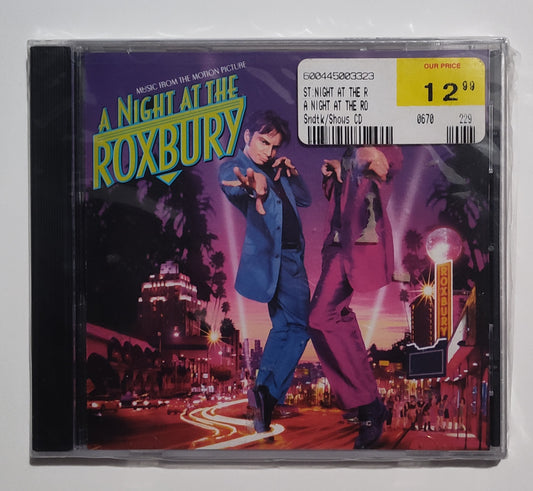 MUSIC FROM THE MOTION PICTURE
A NIGHT AT THE
ROXBURY
600445003323
OUR PRICE
ST:NIGHT AT THE R
A NIGHT AT THE RO
Sndtk/Shows CD
12.99
0670 229
ROXBURY